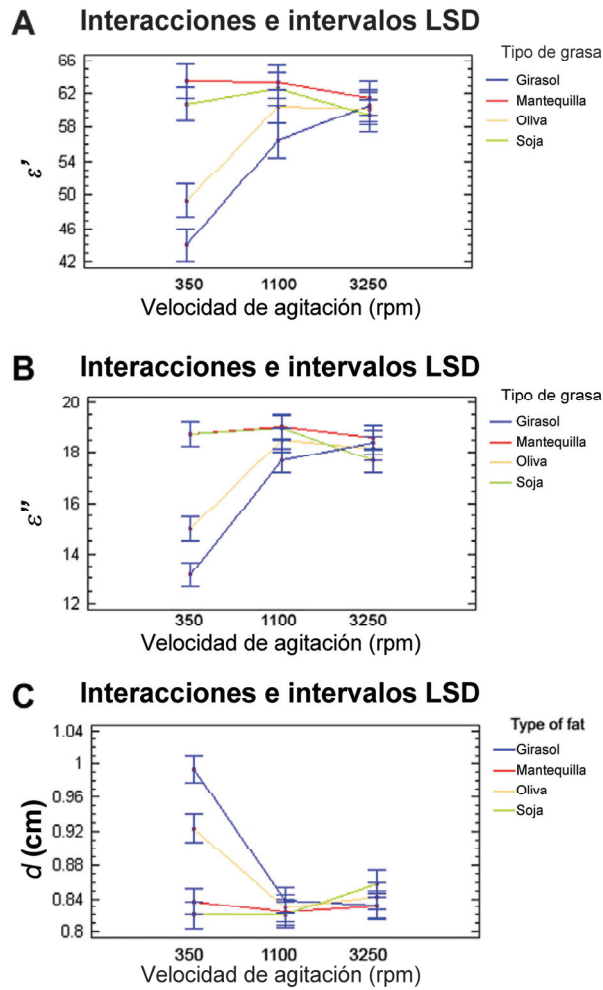 A
Interacciones e intervalos LSD
Tipo de grasa
Girasol
Mantequilla
Oliva
Soja
66
62
58
54
50
46
42
ε’
350 1100 3250
Velocidad de agitación (rpm)
B
Interacciones e intervalos LSD
Tipo de grasa
Girasol
Mantequilla
Oliva
Soja
20
18
16
14
12
ε”
350 1100 3250
Velocidad de agitación (rpm)
C
Interacciones e intervalos LSD
Type of fat
Girasol
Mantequilla
Oliva
Soja
1.04
1
0.96
0.92
0.88
0.84
0.8
d (cm)
350 1100 3250
Velocidad de agitación (rpm)